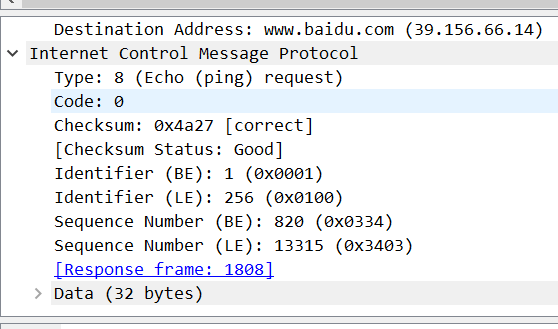 Destination Address: www.baidu.com (39.156.66.14)
Internet Control Message Protocol
Type: 8 (Echo (ping) request)
Code: 0
Checksum: 0x4a27 [correct]
[Checksum Status: Good]
Identifier (BE): 1 (0x0001)
Identifier (LE): 256 (0x0100)
Sequence Number (BE): 820 (0x0334)
Sequence Number (LE): 13315 (0x3403)
[Response frame: 1808]
Data (32 bytes)